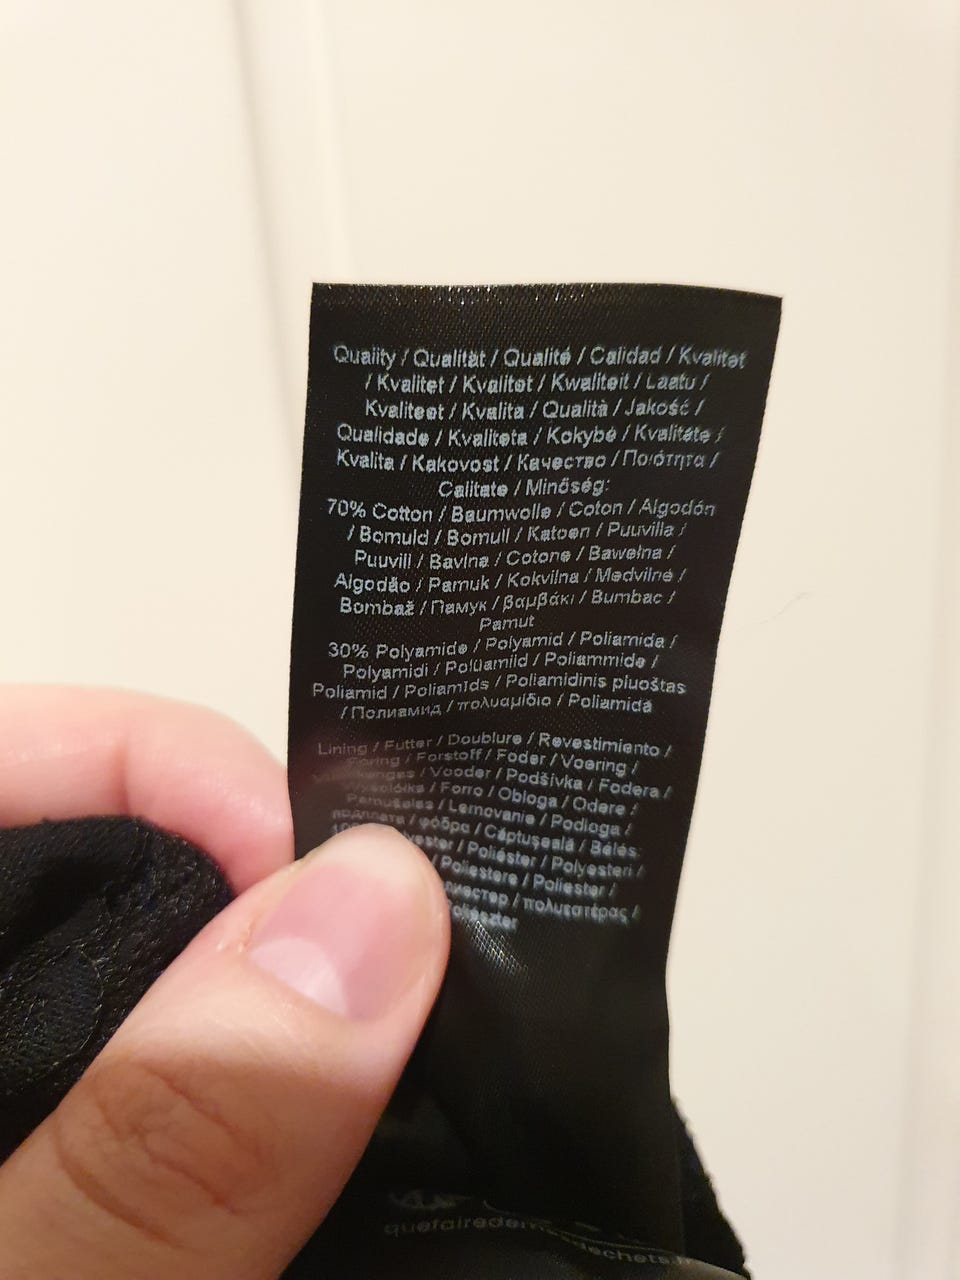 Quality / Qualität / Qualité / Calidad / Kvalitet
/ Kvalitet / Kvalitet / Kwaliteit / Laatu /
Kvaliteet / Kvalita / Qualità / Jakość /
Qualidade / Kvaliteta / Kokybė / Kvalitāte /
Kvalita / Kakovost / Качество / Ποιότητα /
Calitate / Minőség:
70% Cotton / Baumwolle / Coton / Algodón
/ Bomuld / Bomull / Katoen / Puuvilla /
Puuvill / Bavlna / Cotone / Bawełna /
Algodão / Pamuk / Kokvilna / Medvilnė /
Bombaž / Памук / βαμβάκι / Bumbac /
Pamut
30% Polyamide / Polyamid / Poliamida /
Polyamidi / Polüamiid / Poliammide /
Poliamid / Poliamīds / Poliamidinis pluoštas
/ Полиамид / πολυαμίδιο / Poliamidă
Lining / Futter / Doublure / Revestimiento /
/ Forstoff / Foder / Voering /
/ Vooder / Podšívka / Fodera /
/ Forro / Obloga / Odere /
Pamušalas / Lemovanie / Podloga /
/ φόδρα / Căptușeală / Bélés:
/ Poliéster / Polyesteri /
/ Poliestere / Poliester /
/ πολυεστέρας /
Poliészter